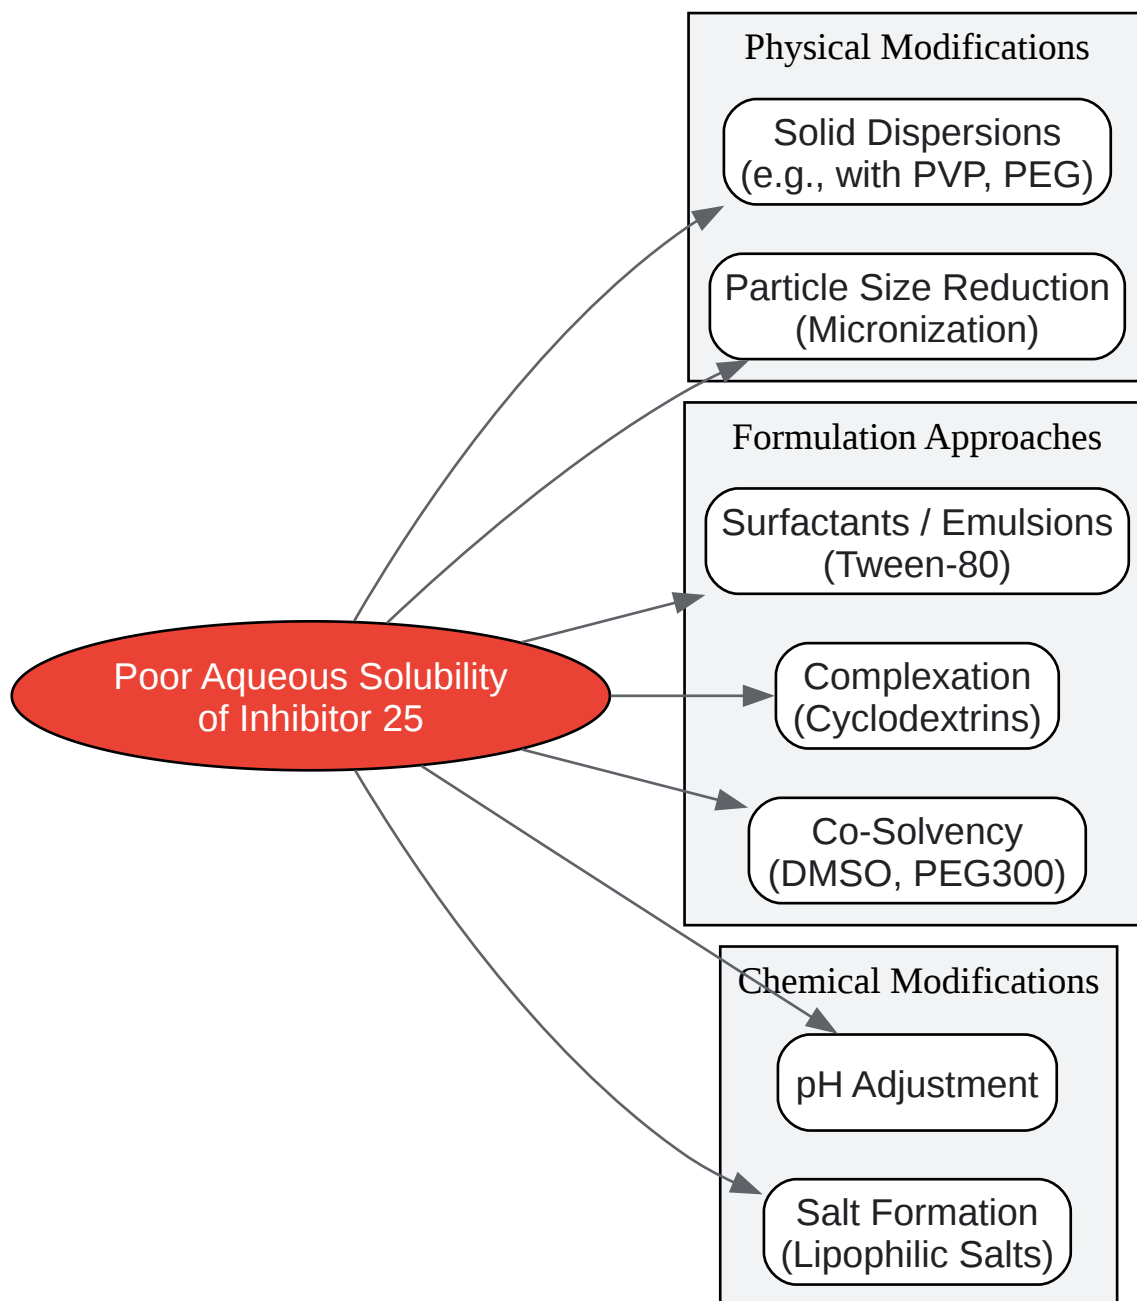 Physical Modifications
Solid Dispersions
(e.g., with PVP, PEG)
Particle Size Reduction
(Micronization)
Formulation Approaches
Surfactants / Emulsions
(Tween-80)
Poor Aqueous Solubility
of Inhibitor 25
Complexation
(Cyclodextrins)
Co-Solvency
(DMSO, PEG300)
Chemical Modifications
pH Adjustment
Salt Formation
(Lipophilic Salts)